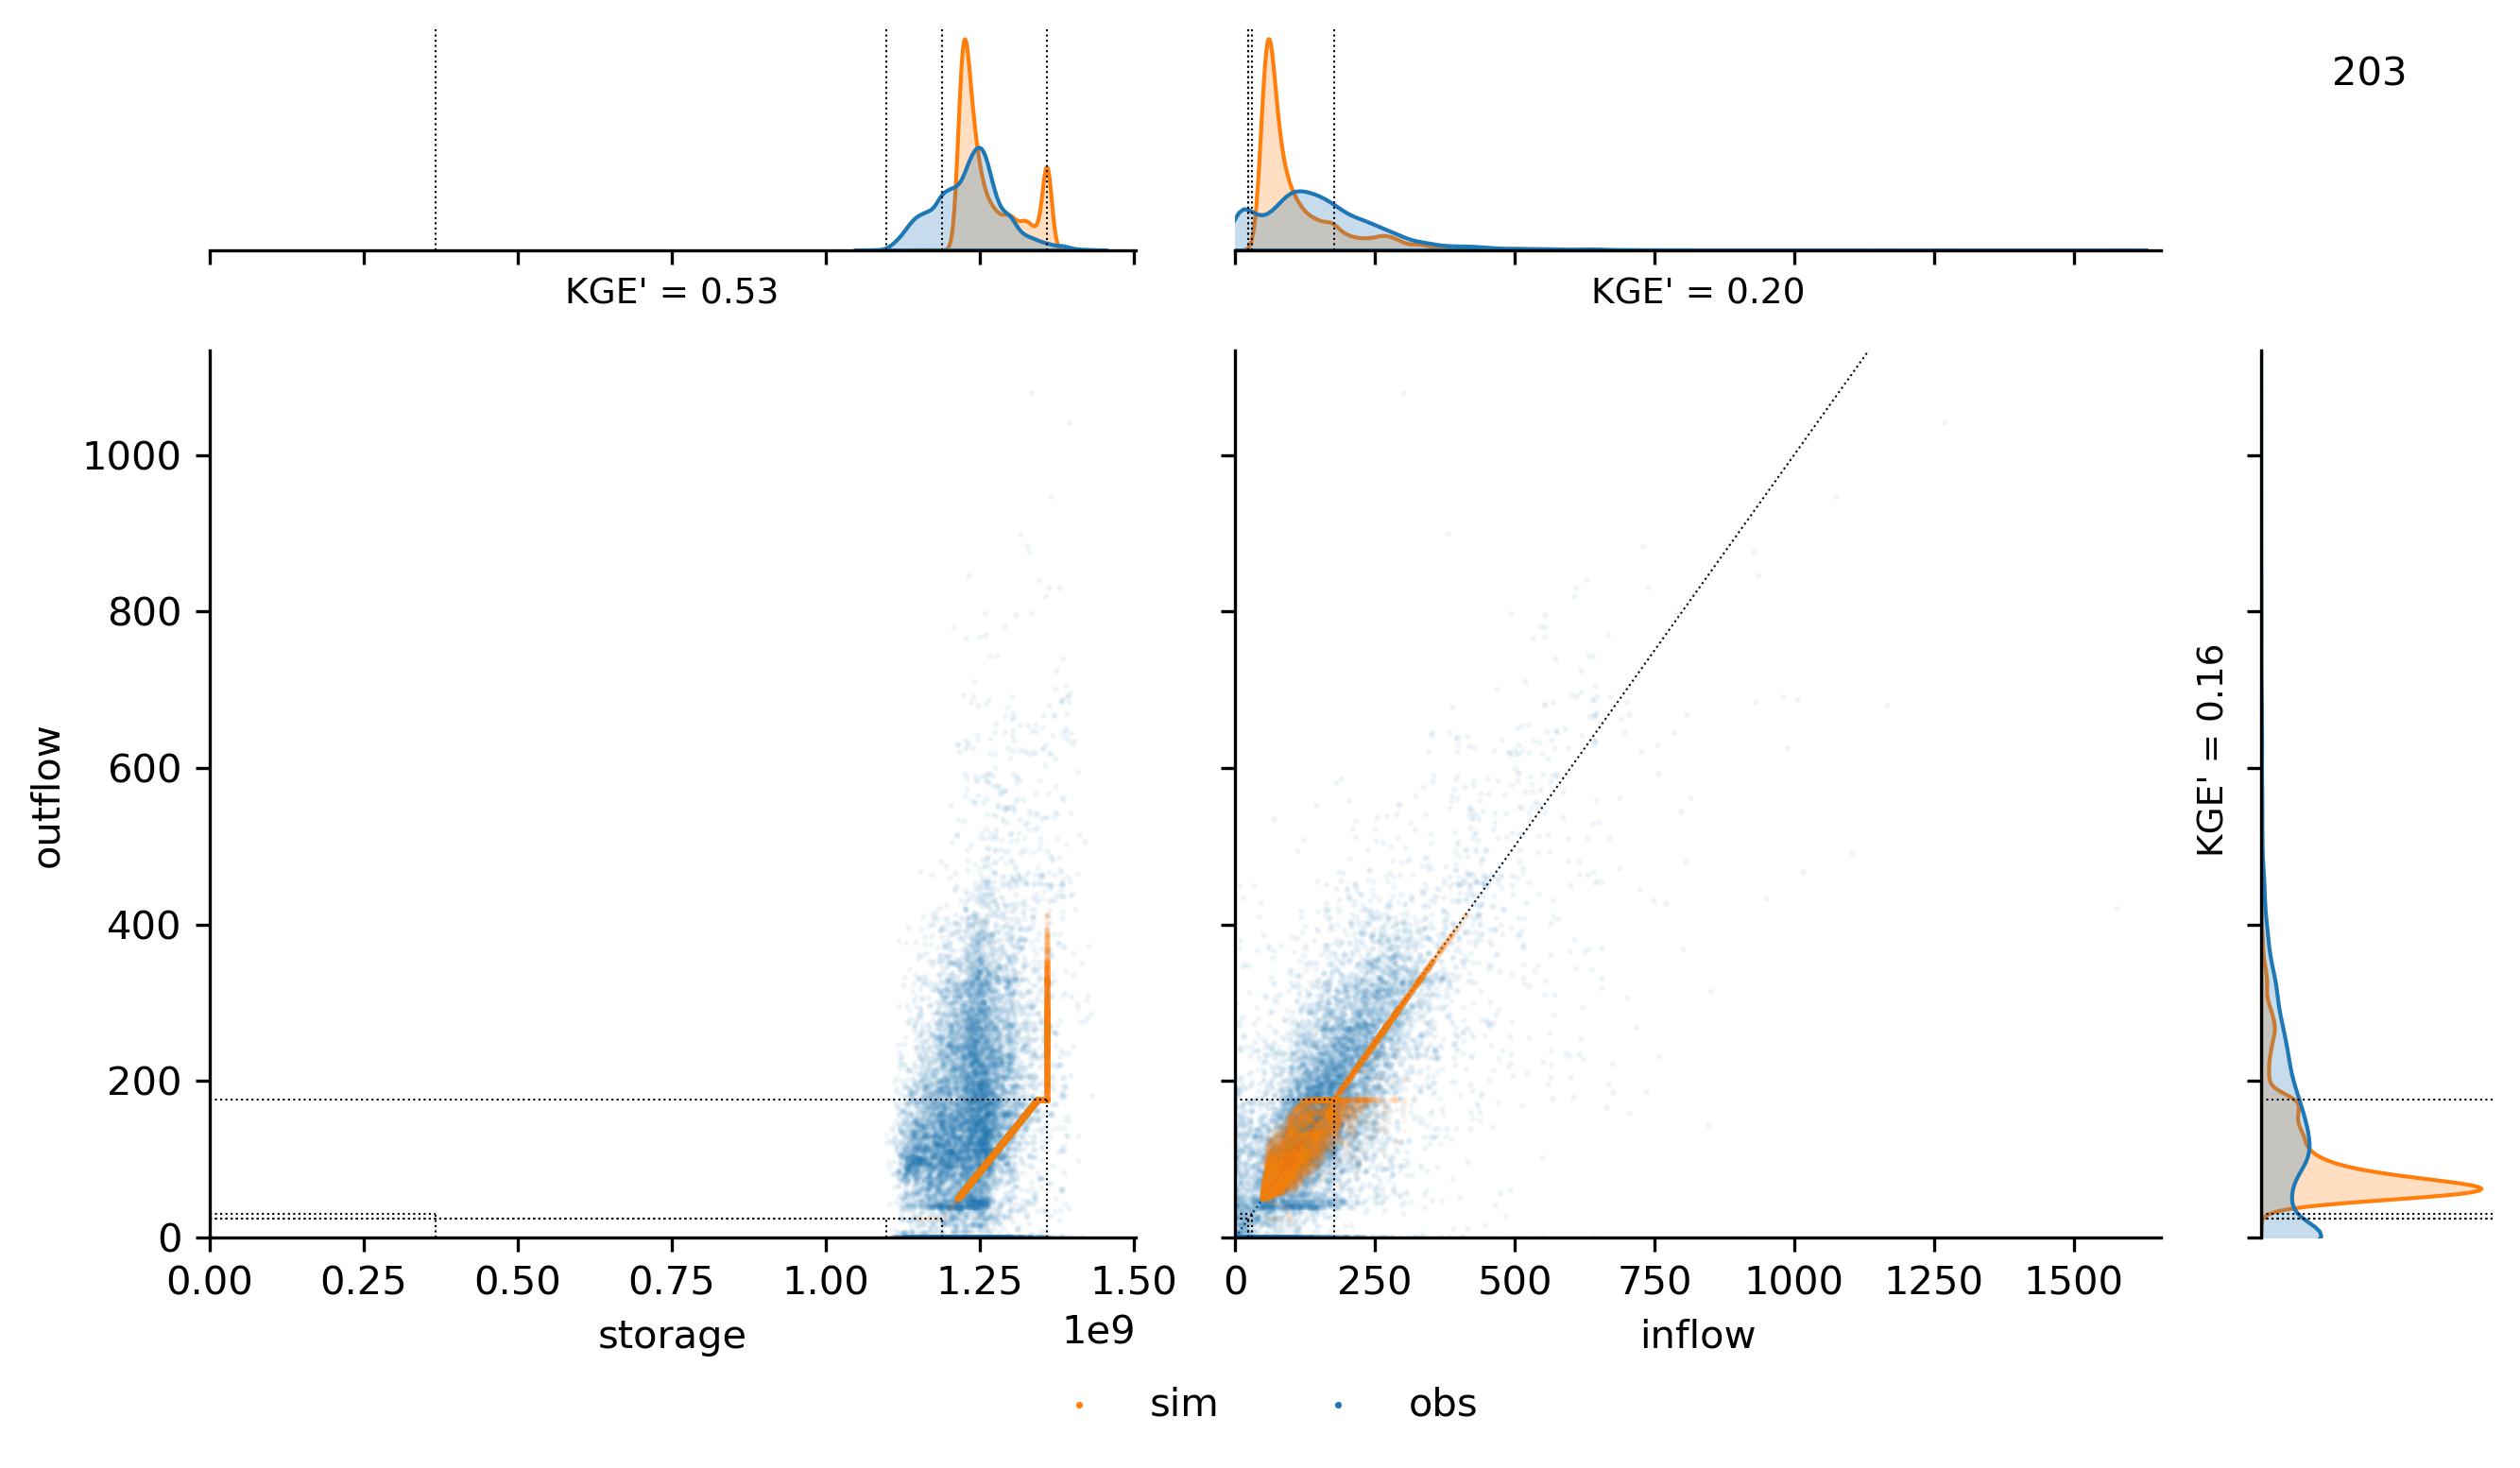 203
KGE' = 0.53
KGE' = 0.20
outflow
1000
800
600
400
200
0
KGE' = 0.16
0.00 0.25 0.50 0.75 1.00 1.25 1.50
0 250 500 750 1000 1250 1500
storage
1e9
inflow
sim obs